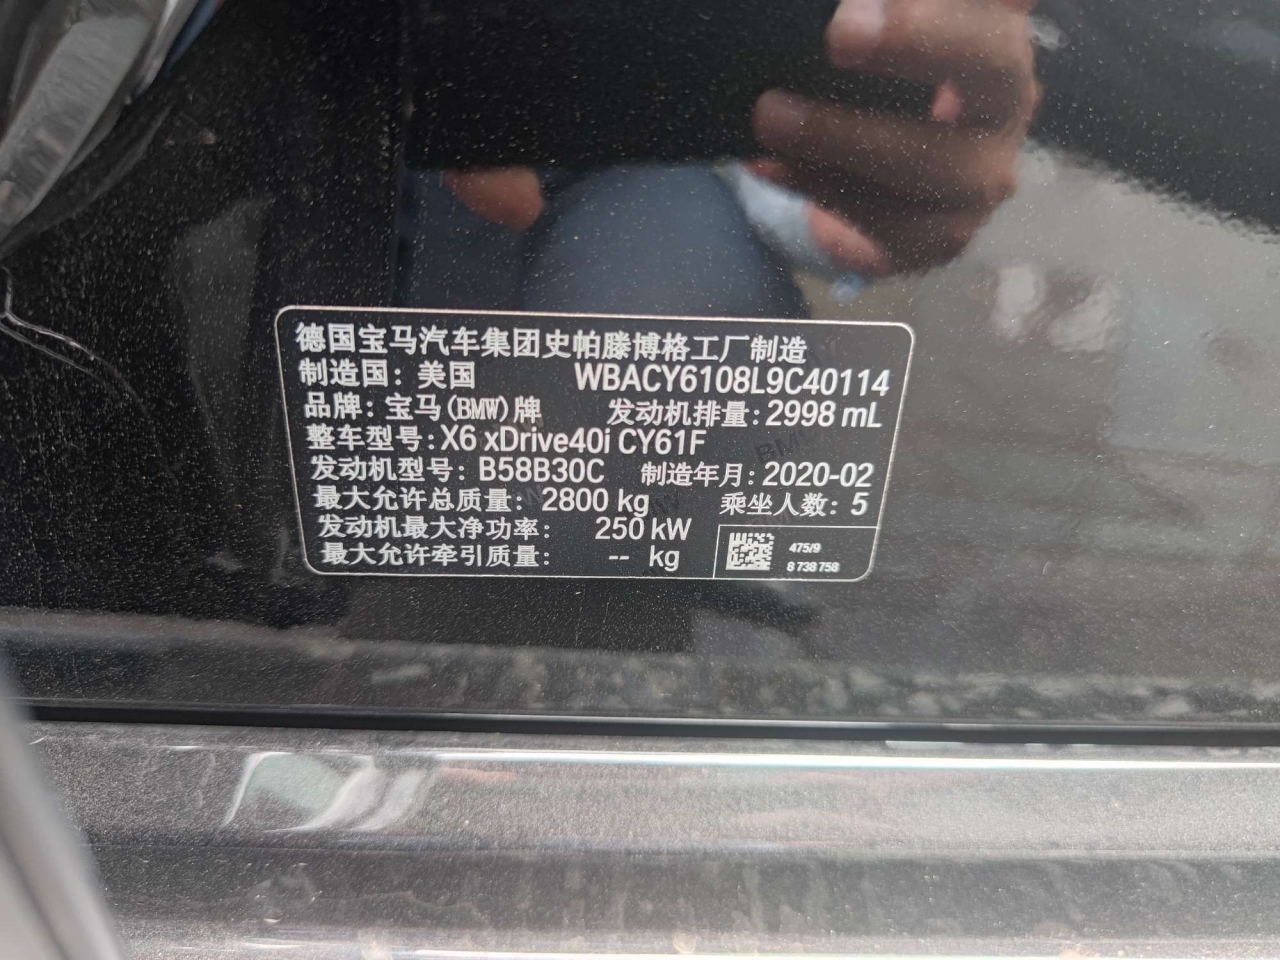 德国宝马汽车集团史帕滕博格工厂制造
制造国：美国 WBACY6108L9C40114
品牌：宝马(BMW)牌 发动机排量：2998 mL
整车型号：X6 xDrive40i CY61F
发动机型号：B58B30C 制造年月：2020-02
最大允许总质量：2800 kg 乘坐人数：5
发动机最大净功率：250 kW
最大允许牵引质量：-- kg
475/9
8 738 758